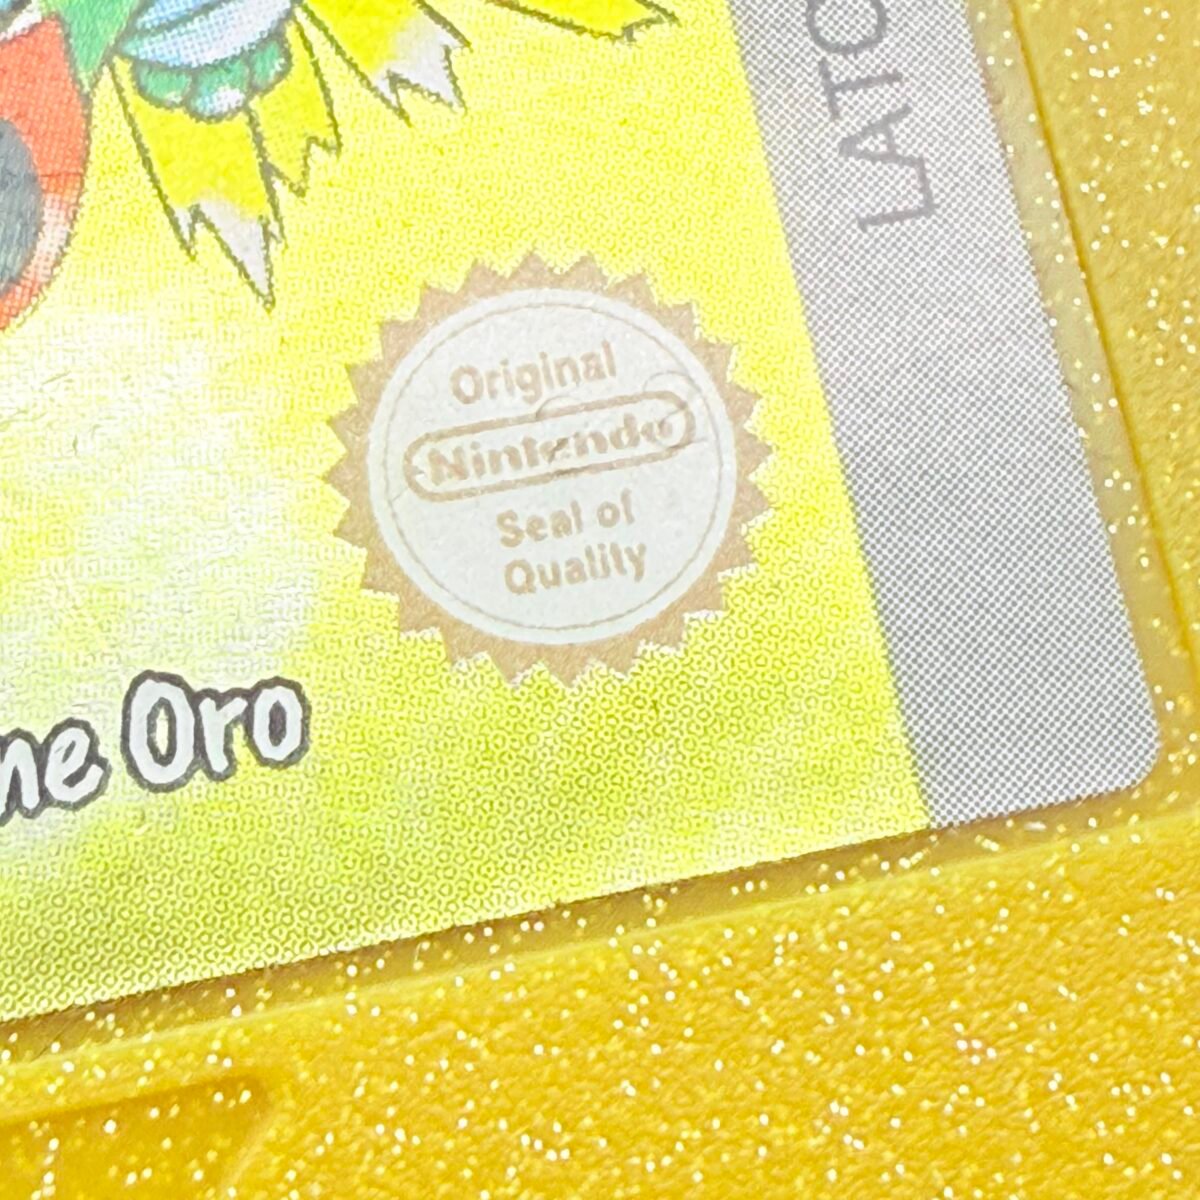 LATO
Original
Nintendo
Seal of
Quality
ne Oro